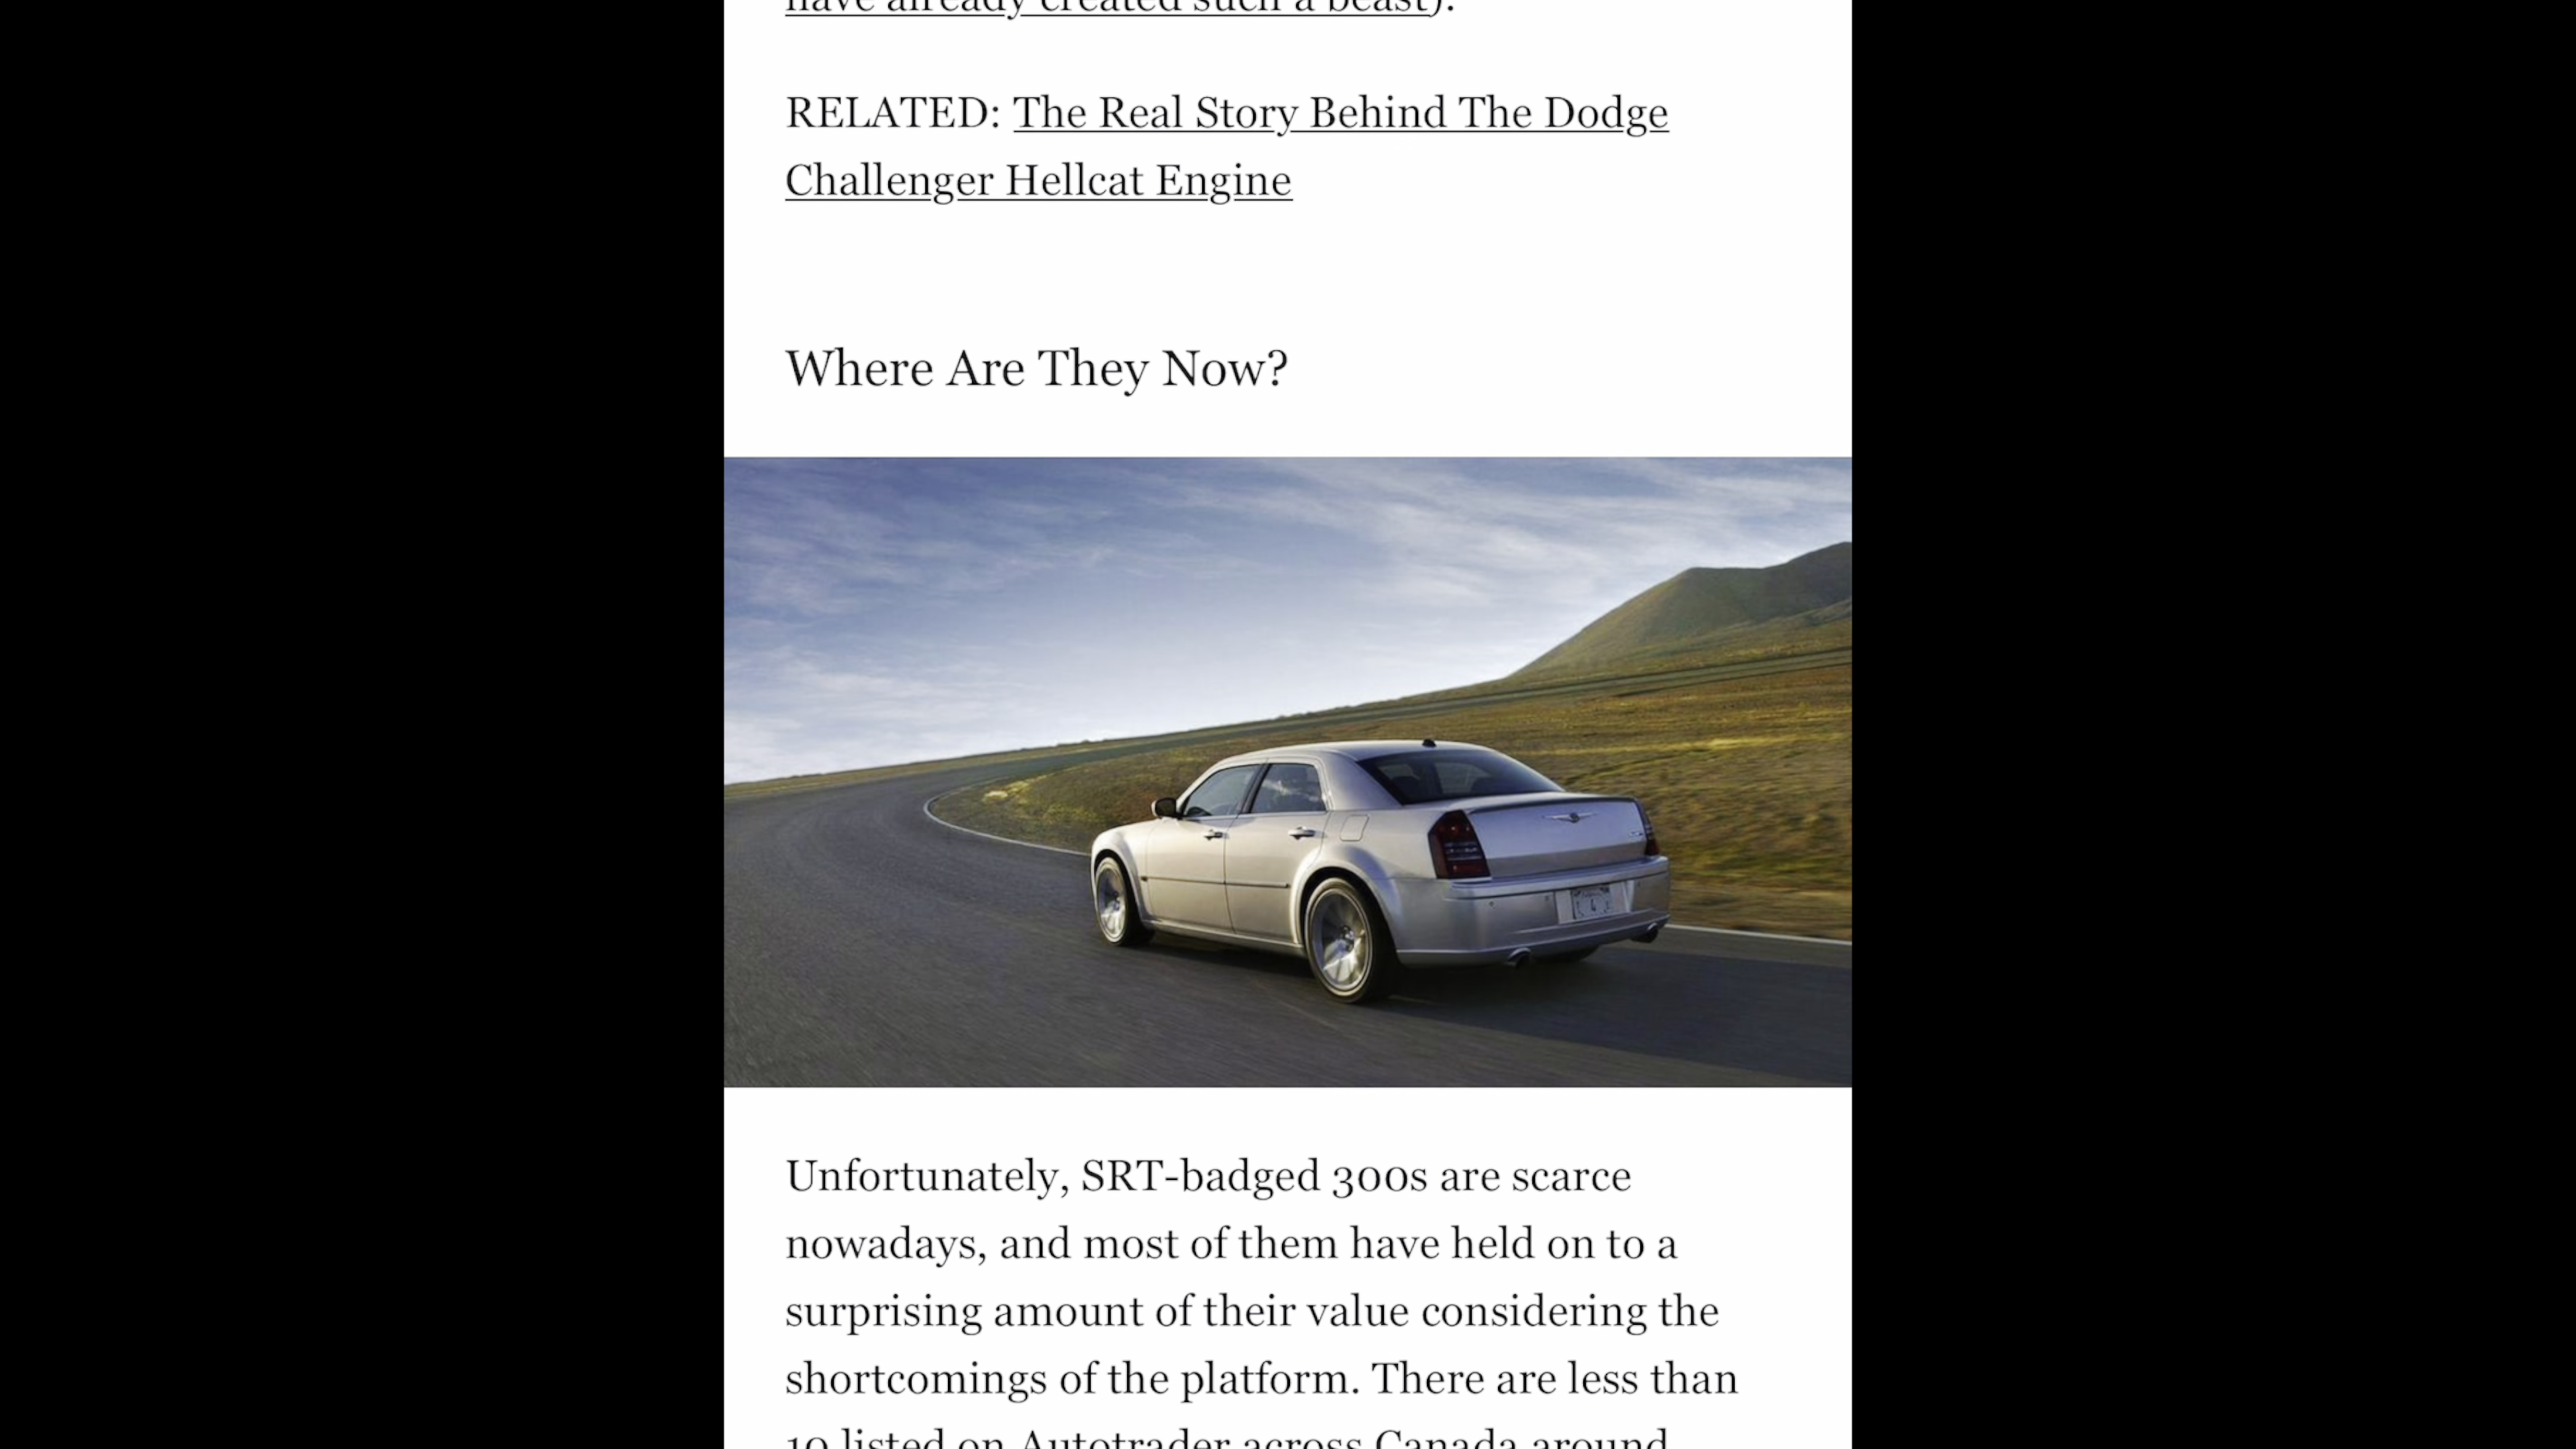 have already created such a beast).
RELATED: The Real Story Behind The Dodge
Challenger Hellcat Engine
Where Are They Now?
Unfortunately, SRT-badged 300s are scarce
nowadays, and most of them have held on to a
surprising amount of their value considering the
shortcomings of the platform. There are less than
10 listed on Autotrader across Canada around